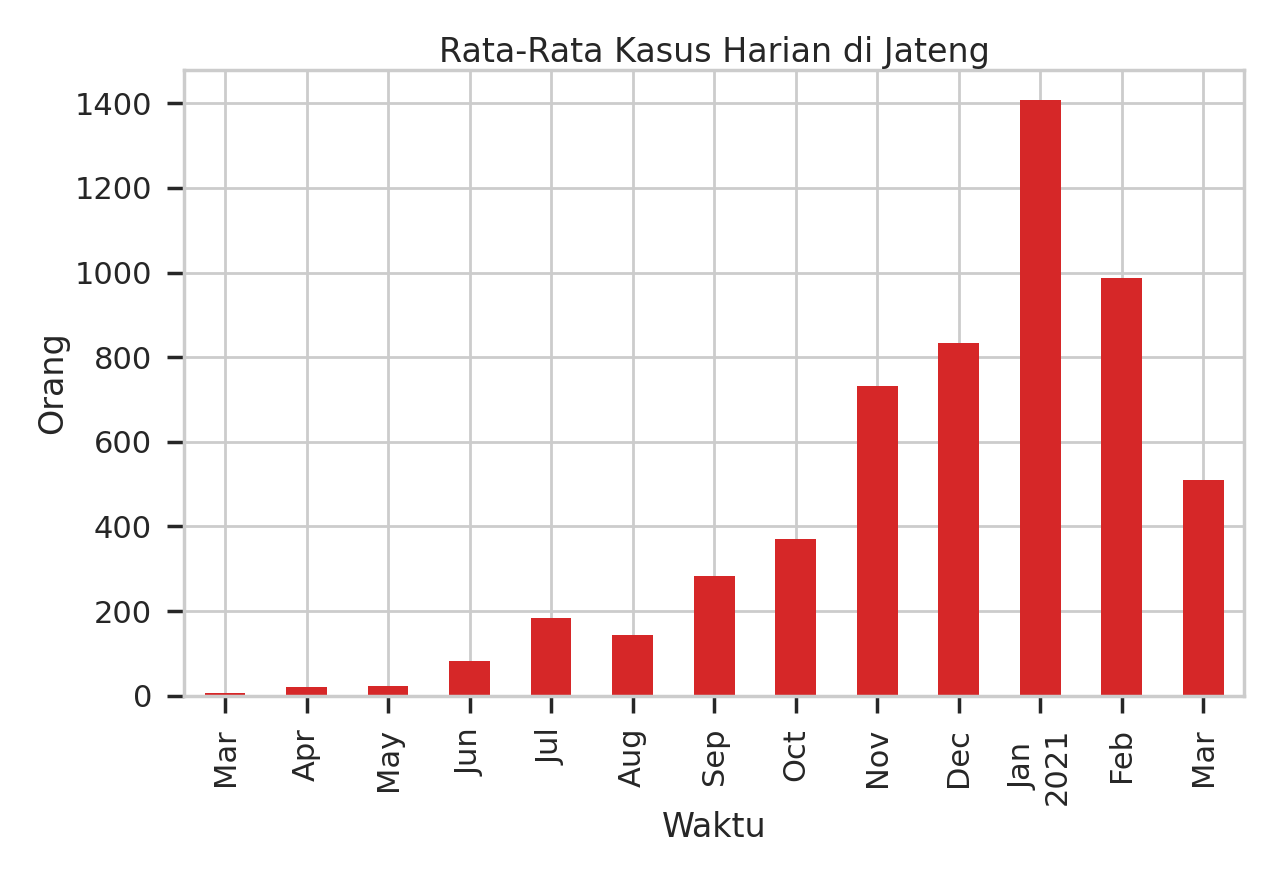 Rata-Rata Kasus Harian di Jateng
1400
1200
1000
800
600
400
200
0
Orang
Mar
Apr
May
Jun
Jul
Aug
Sep
Oct
Nov
Dec
Jan
2021
Feb
Mar
Waktu